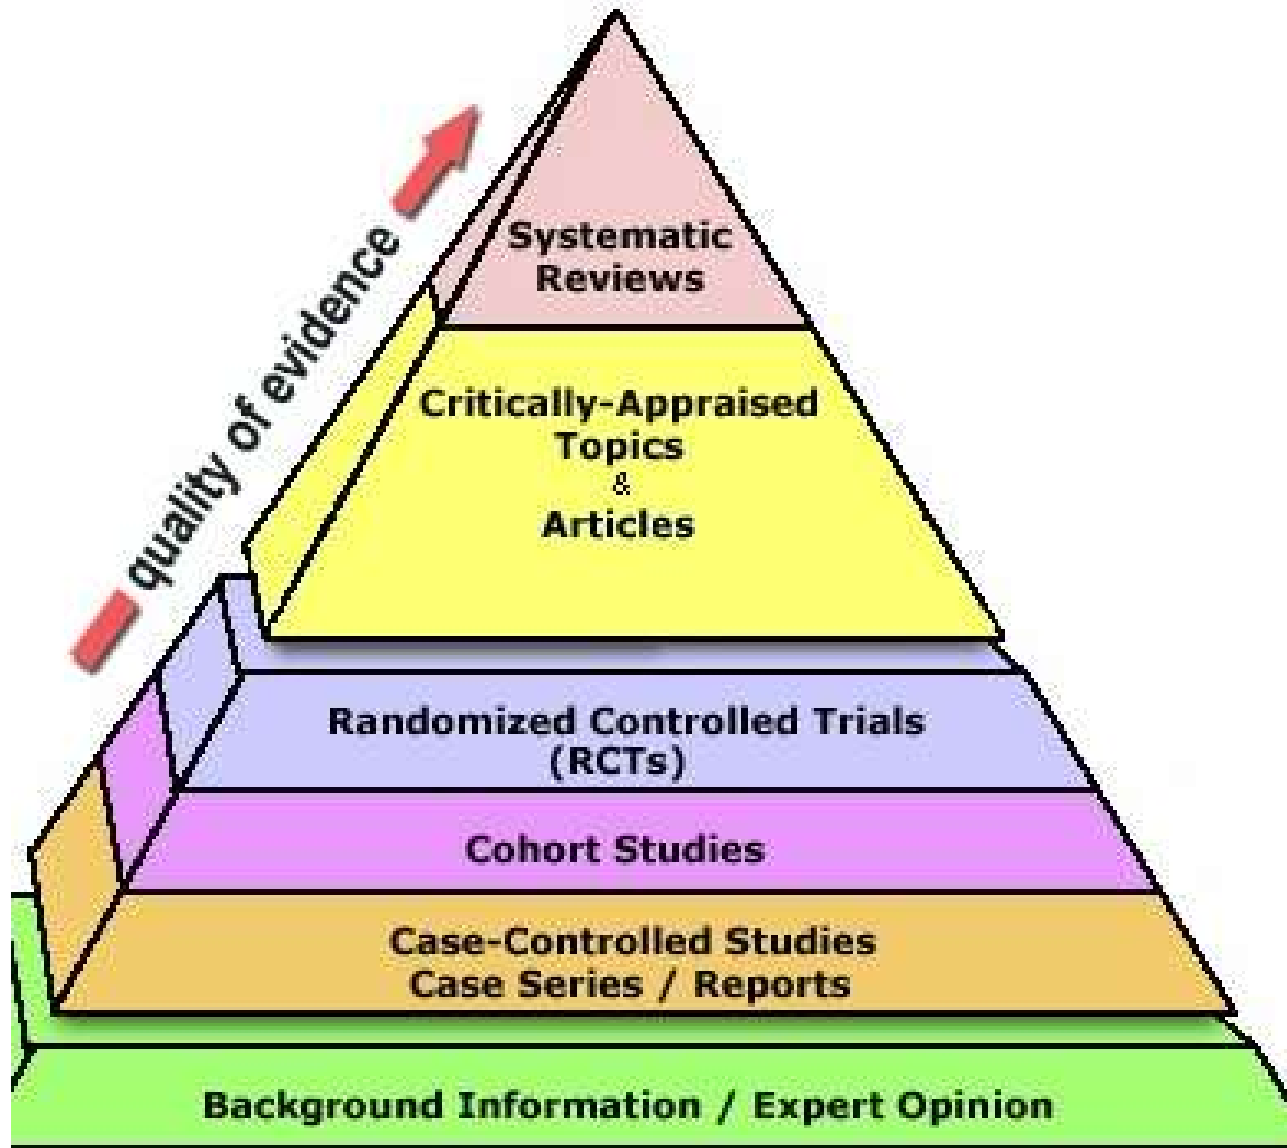 quality of evidence
Systematic
Reviews
Critically-Appraised
Topics
&
Articles
Randomized Controlled Trials
(RCTs)
Cohort Studies
Case-Controlled Studies
Case Series / Reports
Background Information / Expert Opinion